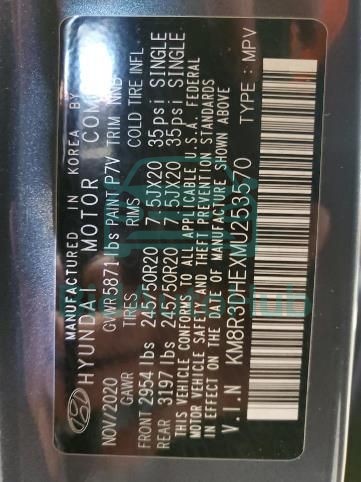 MANUFACTURED IN KOREA BY
HYUNDAI MOTOR COMPANY
NOV/2020 GVWR 5871 lbs PAINT P7V TRIM NNB
GAWR TIRES RIMS COLD TIRE INFL
FRONT 2954 lbs 245/50R20 7.5JX20 35psi SINGLE
REAR 3197 lbs 245/50R20 7.5JX20 35psi SINGLE
THIS VEHICLE CONFORMS TO ALL APPLICABLE U.S.A. FEDERAL
MOTOR VEHICLE SAFETY AND THEFT PREVENTION STANDARDS
IN EFFECT ON THE DATE OF MANUFACTURE SHOWN ABOVE
V.I.N KM8R3DHEXMU253570 TYPE: MPV